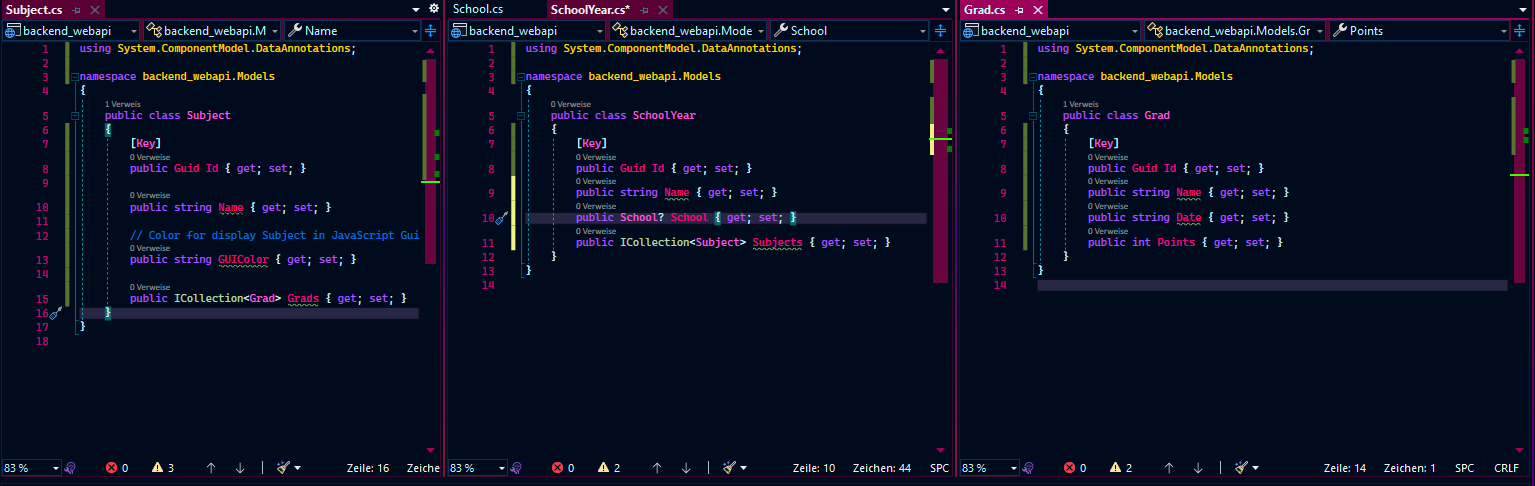 Subject.cs
backend_webapi
backend_webapi.M
Name
1 using System.ComponentModel.DataAnnotations;
2
3 namespace backend_webapi.Models
4 {
1 Verweis
5 public class Subject
6 {
7 [Key]
0 Verweise
8 public Guid Id { get; set; }
9
0 Verweise
10 public string Name { get; set; }
11
12 // Color for display Subject in JavaScript Gui
0 Verweise
13 public string GUIColor { get; set; }
14
0 Verweise
15 public ICollection<Grad> Grads { get; set; }
16 }
17 }
18
83 %
0
3
Zeile: 16
Zeiche
School.cs
SchoolYear.cs*
backend_webapi
backend_webapi.Mode
School
1 using System.ComponentModel.DataAnnotations;
2
3 namespace backend_webapi.Models
4 {
0 Verweise
5 public class SchoolYear
6 {
7 [Key]
0 Verweise
8 public Guid Id { get; set; }
0 Verweise
9 public string Name { get; set; }
0 Verweise
10 public School? School { get; set; }
0 Verweise
11 public ICollection<Subject> Subjects { get; set; }
12 }
13 }
14
83 %
0
2
Zeile: 10
Zeichen: 44
SPC
Grad.cs
backend_webapi
backend_webapi.Models.Gr
Points
1 using System.ComponentModel.DataAnnotations;
2
3 namespace backend_webapi.Models
4 {
1 Verweis
5 public class Grad
6 {
7 [Key]
0 Verweise
8 public Guid Id { get; set; }
0 Verweise
9 public string Name { get; set; }
0 Verweise
10 public string Date { get; set; }
0 Verweise
11 public int Points { get; set; }
12 }
13 }
14
83 %
0
2
Zeile: 14
Zeichen: 1
SPC
CRLF